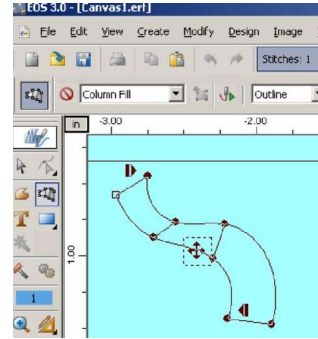 EOS 3.0 - [Canvas1.erf]
File Edit View Create Modify Design Image
Stitches: 1
Column Fill Outline
in -3.00 -2.00
1.00
1